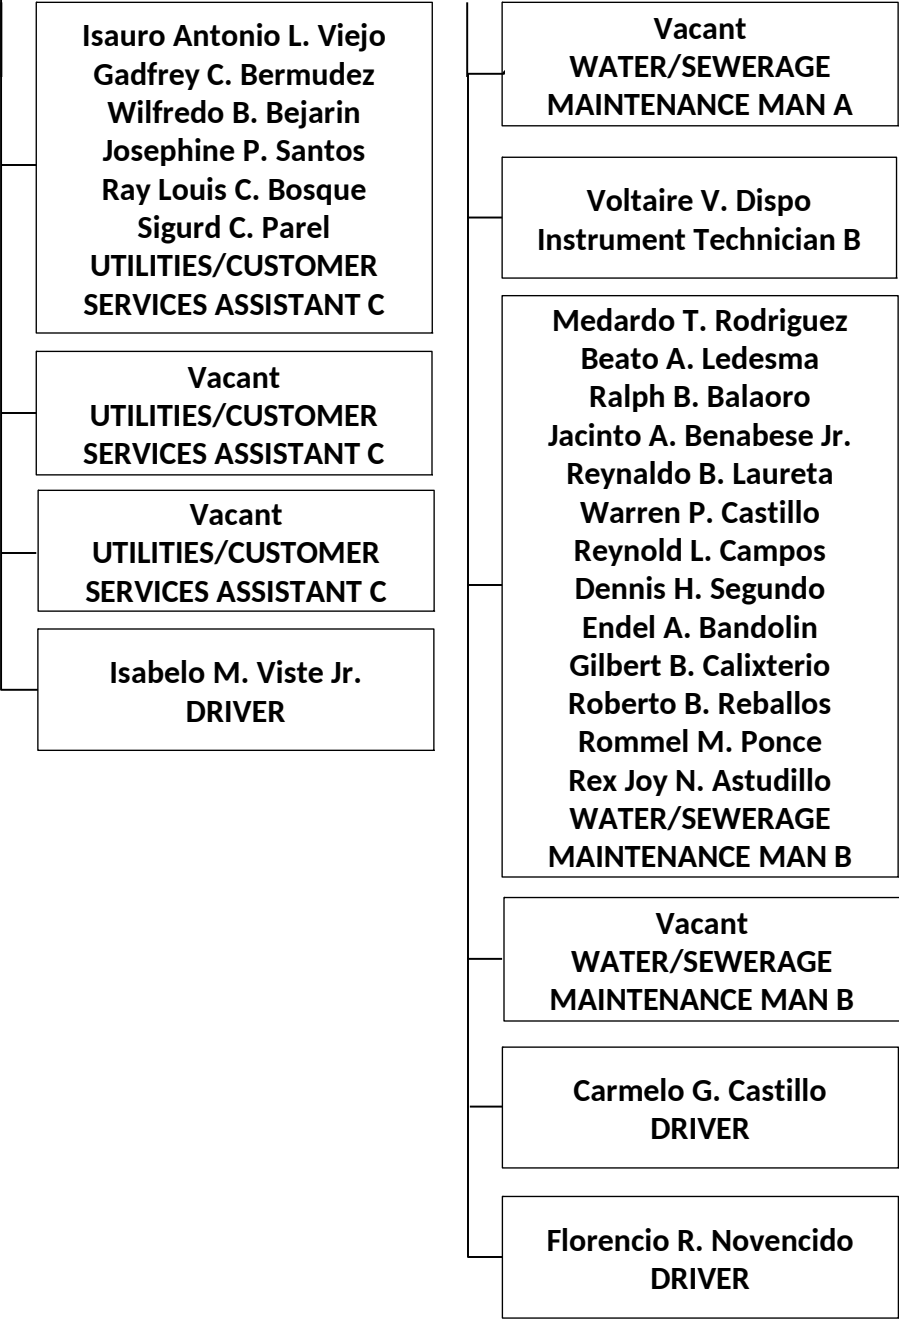 Isauro Antonio L. Viejo
Gadfrey C. Bermudez
Wilfredo B. Bejarin
Josephine P. Santos
Ray Louis C. Bosque
Sigurd C. Parel
UTILITIES/CUSTOMER
SERVICES ASSISTANT C
Vacant
UTILITIES/CUSTOMER
SERVICES ASSISTANT C
Vacant
UTILITIES/CUSTOMER
SERVICES ASSISTANT C
Isabelo M. Viste Jr.
DRIVER
Vacant
WATER/SEWERAGE
MAINTENANCE MAN A
Voltaire V. Dispo
Instrument Technician B
Medardo T. Rodriguez
Beato A. Ledesma
Ralph B. Balaoro
Jacinto A. Benabese Jr.
Reynaldo B. Laureta
Warren P. Castillo
Reynold L. Campos
Dennis H. Segundo
Endel A. Bandolin
Gilbert B. Calixterio
Roberto B. Reballos
Rommel M. Ponce
Rex Joy N. Astudillo
WATER/SEWERAGE
MAINTENANCE MAN B
Vacant
WATER/SEWERAGE
MAINTENANCE MAN B
Carmelo G. Castillo
DRIVER
Florencio R. Novencido
DRIVER